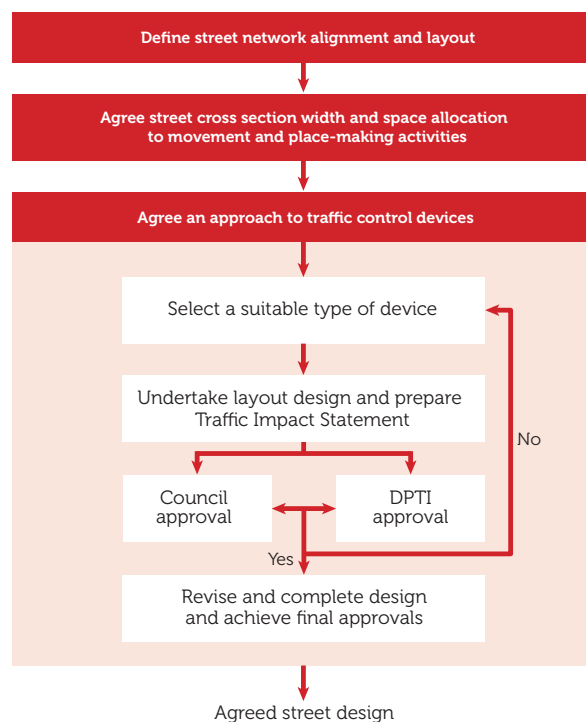 Define street network alignment and layout
Agree street cross section width and space allocation
to movement and place-making activities
Agree an approach to traffic control devices
Select a suitable type of device
Undertake layout design and prepare
Traffic Impact Statement
No
Council
approval
DPTI
approval
Yes
Revise and complete design
and achieve final approvals
Agreed street design